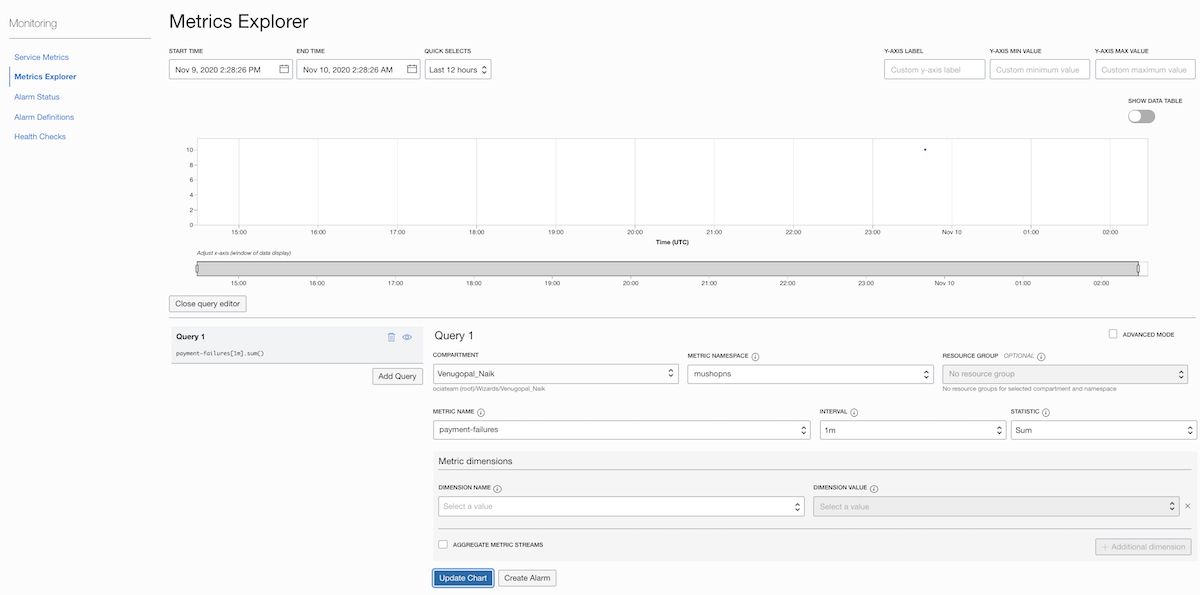 Monitoring
Service Metrics
Metrics Explorer
Alarm Status
Alarm Definitions
Health Checks
Metrics Explorer
START TIME
END TIME
QUICK SELECTS
Y-AXIS LABEL
Y-AXIS MIN VALUE
Y-AXIS MAX VALUE
Nov 9, 2020 2:28:26 PM
Nov 10, 2020 2:28:26 AM
Last 12 hours
Custom y-axis label
Custom minimum value
Custom maximum value
SHOW DATA TABLE
10
8
6
4
2
0
15:00 16:00 17:00 18:00 19:00 20:00 21:00 22:00 23:00 Nov 10 01:00 02:00
Time (UTC)
Adjust x-axis (window of data display)
15:00 16:00 17:00 18:00 19:00 20:00 21:00 22:00 23:00 Nov 10 01:00 02:00
Close query editor
Query 1
payment-failures[1m].sum()
Add Query
Query 1
ADVANCED MODE
COMPARTMENT
METRIC NAMESPACE
RESOURCE GROUP OPTIONAL
Venugopal_Naik
mushopns
No resource group
ociateam (root)/Wizards/Venugopal_Naik
No resource groups for selected compartment and namespace
METRIC NAME
INTERVAL
STATISTIC
payment-failures
1m
Sum
Metric dimensions
DIMENSION NAME
DIMENSION VALUE
Select a value
Select a value
AGGREGATE METRIC STREAMS
+ Additional dimension
Update Chart
Create Alarm